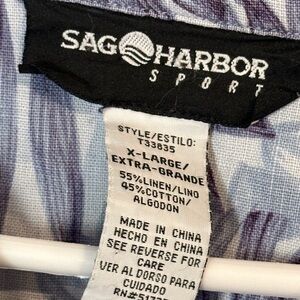 SAG HARBOR
SPORT
STYLE/ESTILO:
T33835
X-LARGE/
EXTRA-GRANDE
55%LINEN/LINO
45%COTTON/
ALGODON
MADE IN CHINA
HECHO EN CHINA
SEE REVERSE FOR
CARE
VER AL DORSO PARA
CUIDADO